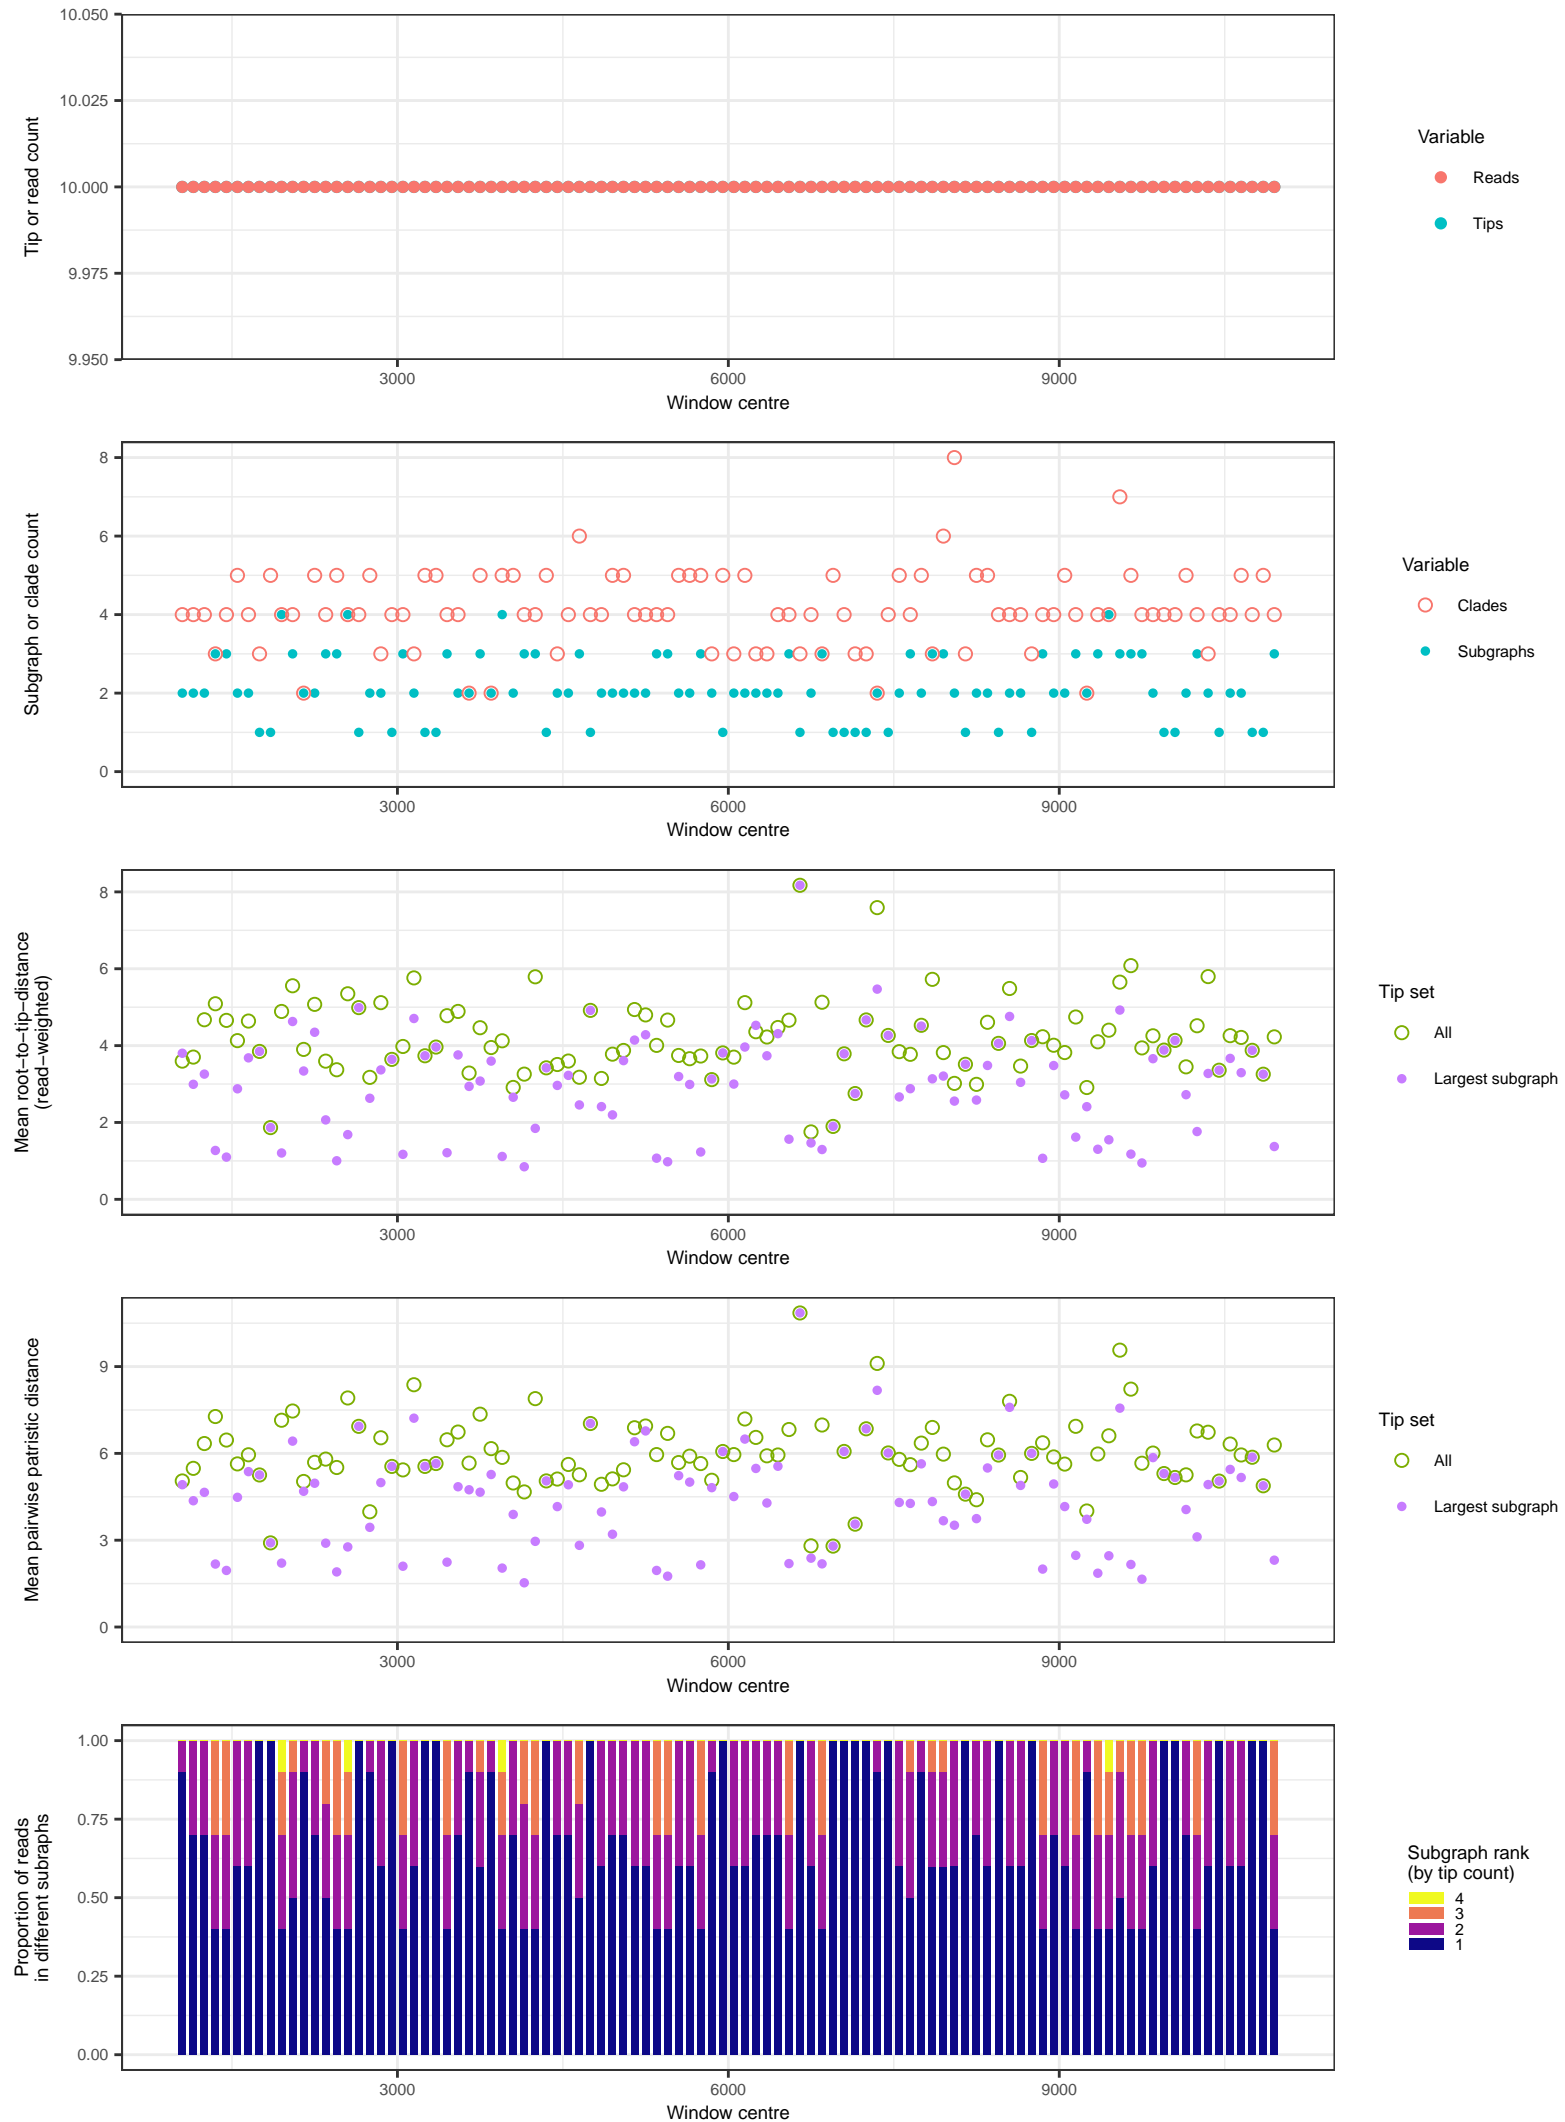 10.050
10.025
10.000
9.975
9.950
Tip or read count
3000 6000 9000
Window centre
Variable
Reads
Tips
8
6
4
2
0
Subgraph or clade count
3000 6000 9000
Window centre
Variable
Clades
Subgraphs
8
6
4
2
0
Mean root−to−tip−distance
(read−weighted)
3000 6000 9000
Window centre
Tip set
All
Largest subgraph
9
6
3
0
Mean pairwise patristic distance
3000 6000 9000
Window centre
Tip set
All
Largest subgraph
1.00
0.75
0.50
0.25
0.00
Proportion of reads
in different subraphs
3000 6000 9000
Window centre
Subgraph rank
(by tip count)
4
3
2
1